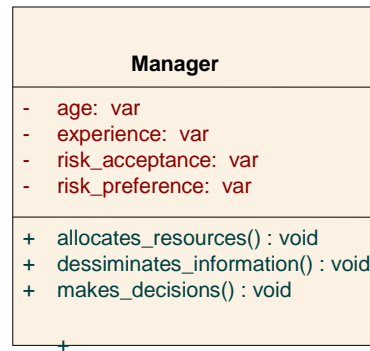 Manager
- age: var
- experience: var
- risk_acceptance: var
- risk_preference: var
+ allocates_resources() : void
+ dessiminates_information() : void
+ makes_decisions() : void
+